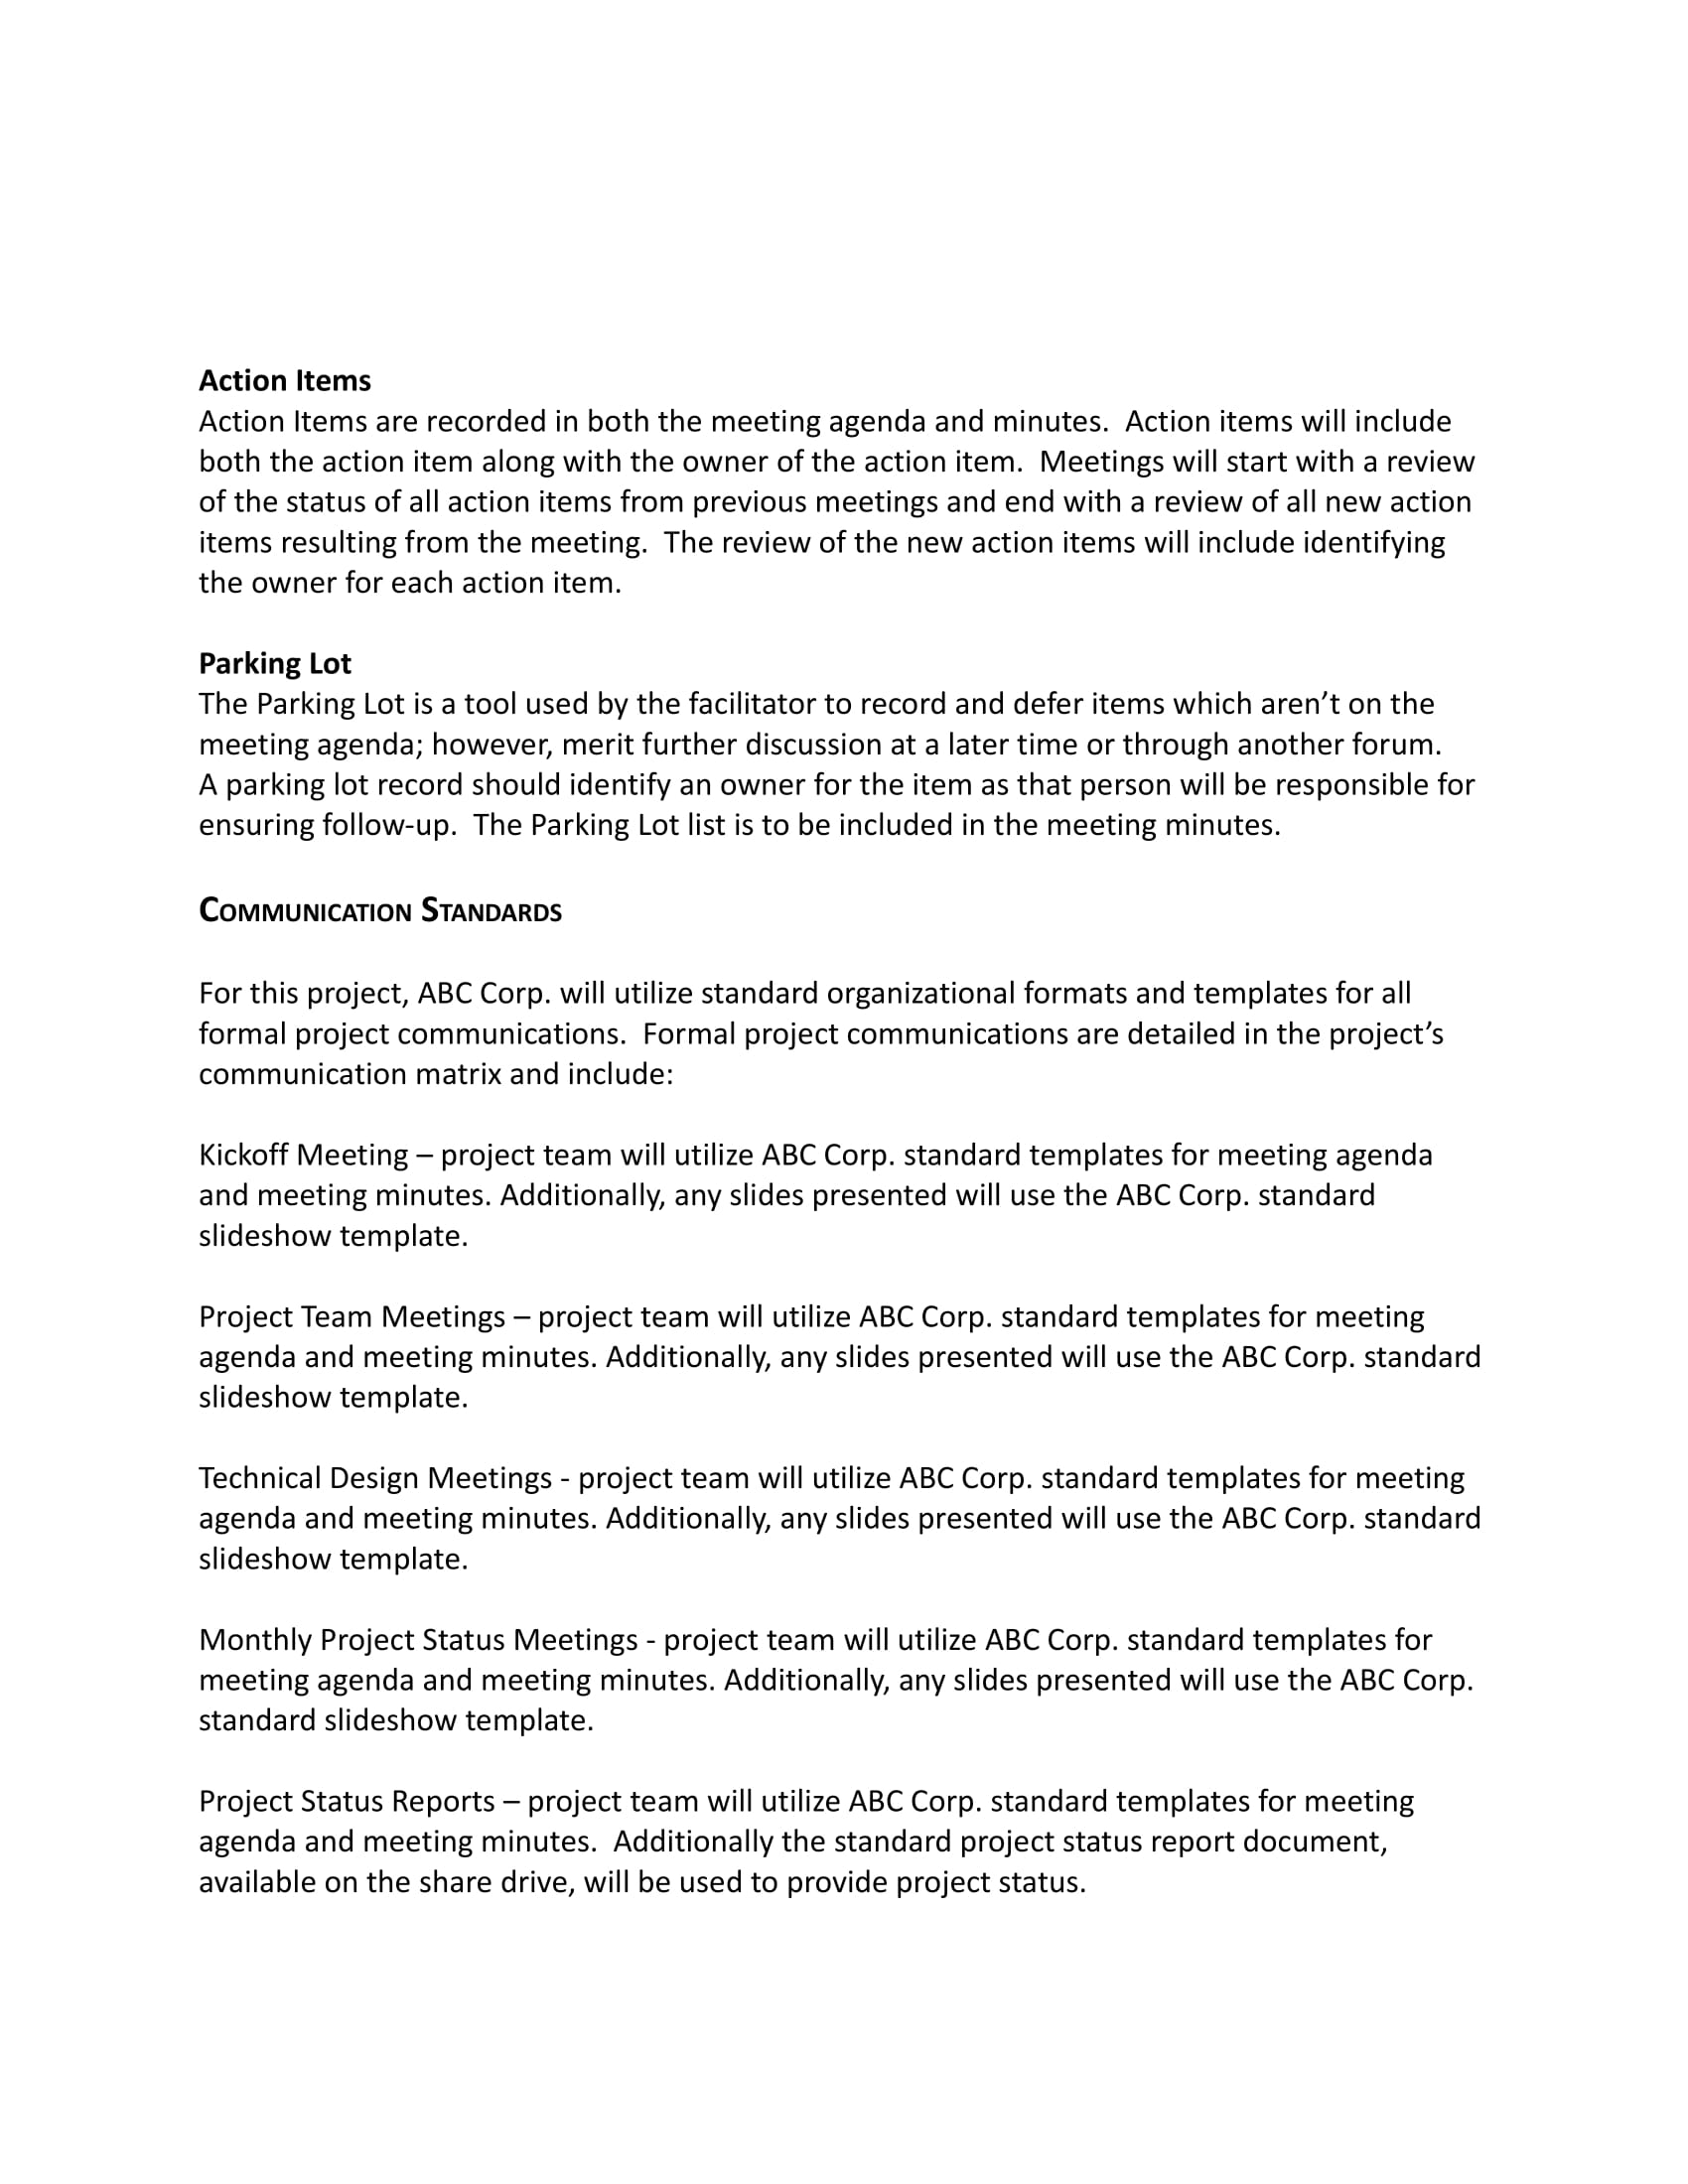 Action Items
Action Items are recorded in both the meeting agenda and minutes.  Action items will include
both the action item along with the owner of the action item.  Meetings will start with a review
of the status of all action items from previous meetings and end with a review of all new action
items resulting from the meeting.  The review of the new action items will include identifying
the owner for each action item.
Parking Lot
The Parking Lot is a tool used by the facilitator to record and defer items which aren’t on the
meeting agenda; however, merit further discussion at a later time or through another forum.
A parking lot record should identify an owner for the item as that person will be responsible for
ensuring follow-up.  The Parking Lot list is to be included in the meeting minutes.
Communication Standards
For this project, ABC Corp. will utilize standard organizational formats and templates for all
formal project communications.  Formal project communications are detailed in the project’s
communication matrix and include:
Kickoff Meeting – project team will utilize ABC Corp. standard templates for meeting agenda
and meeting minutes. Additionally, any slides presented will use the ABC Corp. standard
slideshow template.
Project Team Meetings – project team will utilize ABC Corp. standard templates for meeting
agenda and meeting minutes. Additionally, any slides presented will use the ABC Corp. standard
slideshow template.
Technical Design Meetings - project team will utilize ABC Corp. standard templates for meeting
agenda and meeting minutes. Additionally, any slides presented will use the ABC Corp. standard
slideshow template.
Monthly Project Status Meetings - project team will utilize ABC Corp. standard templates for
meeting agenda and meeting minutes. Additionally, any slides presented will use the ABC Corp.
standard slideshow template.
Project Status Reports – project team will utilize ABC Corp. standard templates for meeting
agenda and meeting minutes.  Additionally the standard project status report document,
available on the share drive, will be used to provide project status.